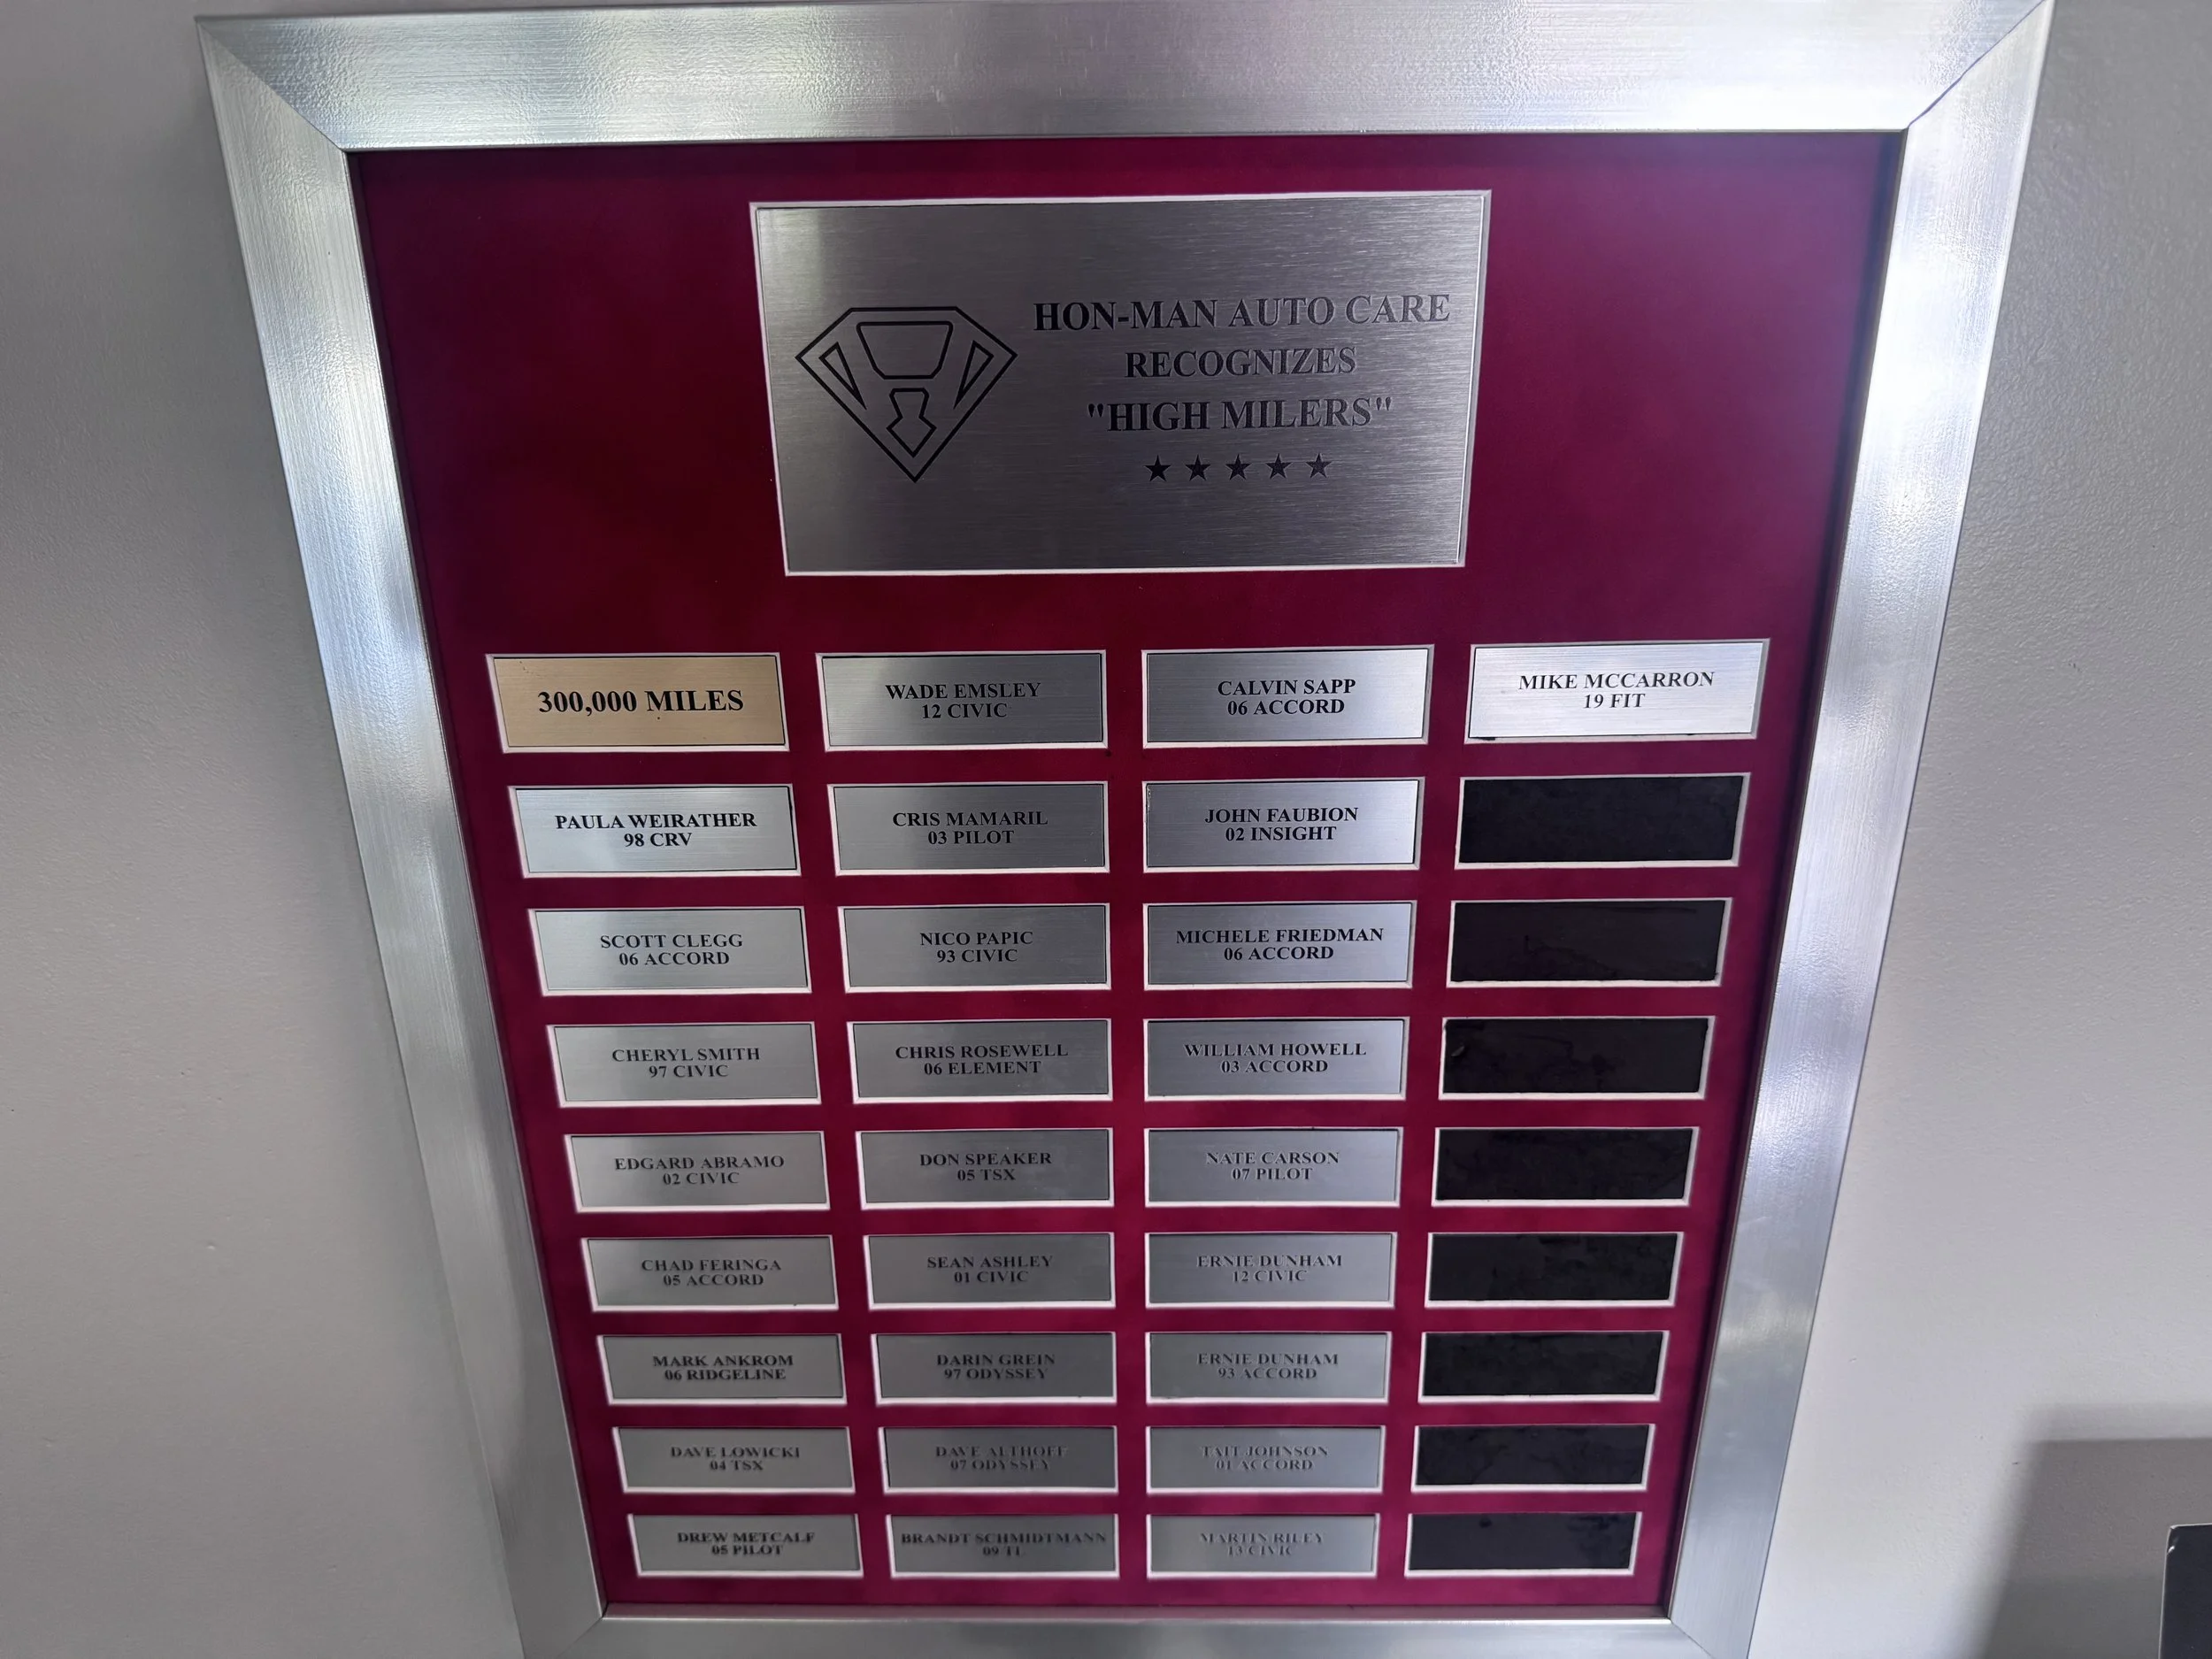 HON-MAN AUTO CARE
RECOGNIZES
"HIGH MILERS"
300,000 MILES
PAULA WEIRATHER
98 CRV
SCOTT CLEGG
06 ACCORD
CHERYL SMITH
97 CIVIC
EDGARD ABRAMO
02 CIVIC
CHAD FERINGA
05 ACCORD
MARK ANKROM
06 RIDGELINE
DAVE LOWICKI
04 TSX
DREW METCALF
05 PILOT
WADE EMSLEY
12 CIVIC
CRIS MAMARIL
03 PILOT
NICO PAPIC
93 CIVIC
CHRIS ROSEWELL
06 ELEMENT
DON SPEAKER
05 TSX
SEAN ASHLEY
01 CIVIC
DARIN GREIN
97 ODYSSEY
DAVE ALTHOFF
07 ODYSSEY
BRANDT SCHMIDTMANN
09 TL
CALVIN SAPP
06 ACCORD
JOHN FAUBION
02 INSIGHT
MICHELE FRIEDMAN
06 ACCORD
WILLIAM HOWELL
03 ACCORD
NATE CARSON
07 PILOT
ERNIE DUNHAM
12 CIVIC
ERNIE DUNHAM
93 ACCORD
TAIT JOHNSON
01 ACCORD
MARTIN RILEY
13 CIVIC
MIKE MCCARRON
19 FIT